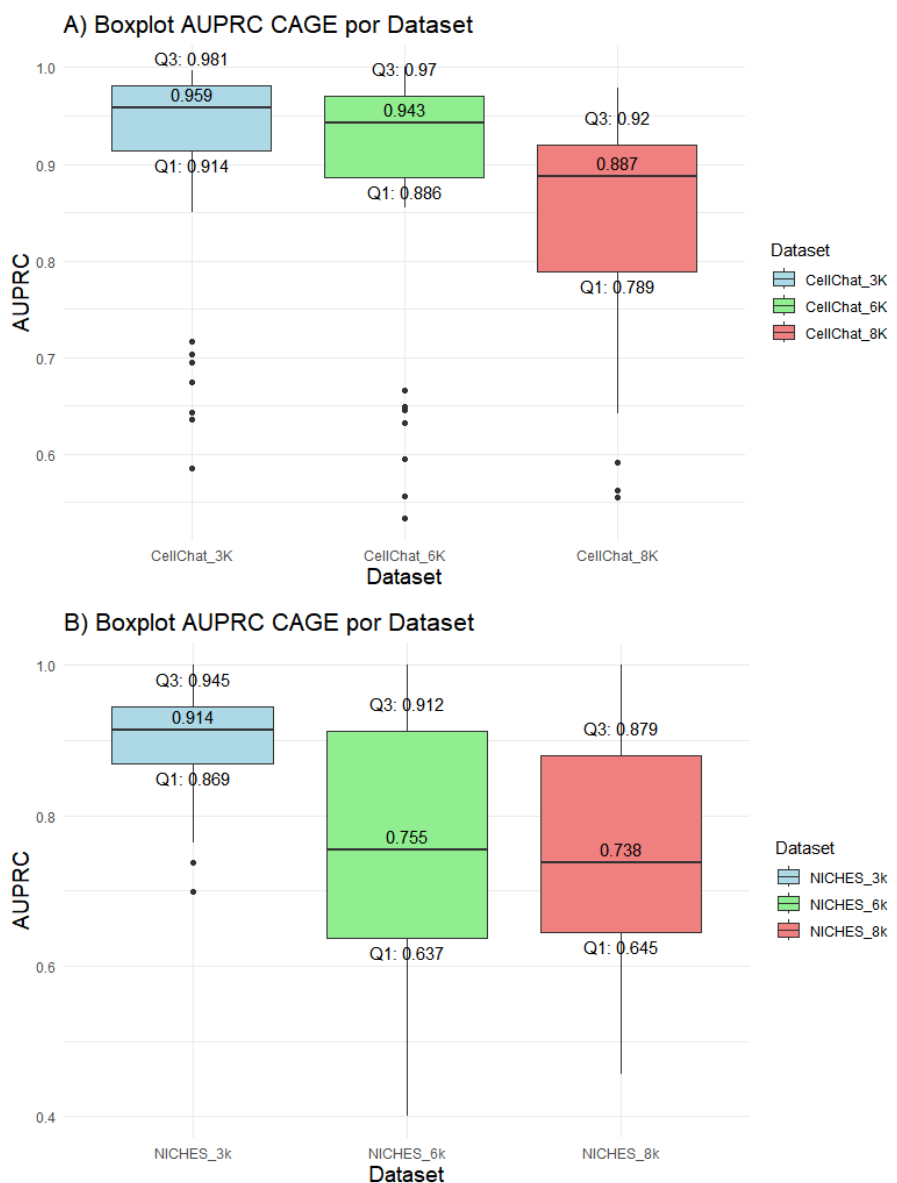 A) Boxplot AUPRC CAGE por Dataset
Q3: 0.981
0.959
Q1: 0.914
Q3: 0.97
0.943
Q1: 0.886
Q3: 0.92
0.887
Q1: 0.789
1.0
0.9
0.8
0.7
0.6
AUPRC
CellChat_3K
CellChat_6K
CellChat_8K
Dataset
Dataset
CellChat_3K
CellChat_6K
CellChat_8K
B) Boxplot AUPRC CAGE por Dataset
Q3: 0.945
0.914
Q1: 0.869
Q3: 0.912
0.755
Q1: 0.637
Q3: 0.879
0.738
Q1: 0.645
1.0
0.8
0.6
0.4
AUPRC
NICHES_3k
NICHES_6k
NICHES_8k
Dataset
Dataset
NICHES_3k
NICHES_6k
NICHES_8k